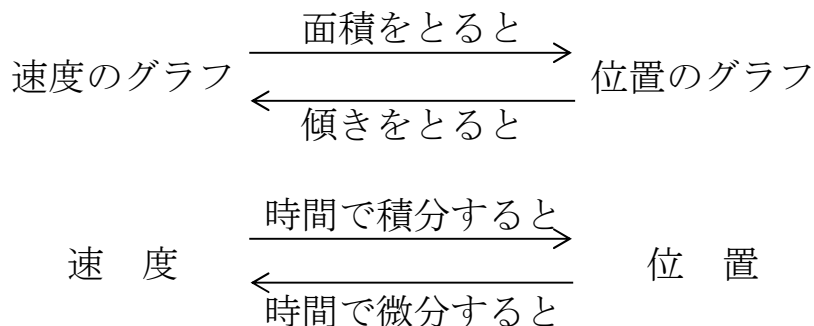 面積をとると
速度のグラフ 位置のグラフ
傾きをとると
時間で積分すると
速　度 位　置
時間で微分すると